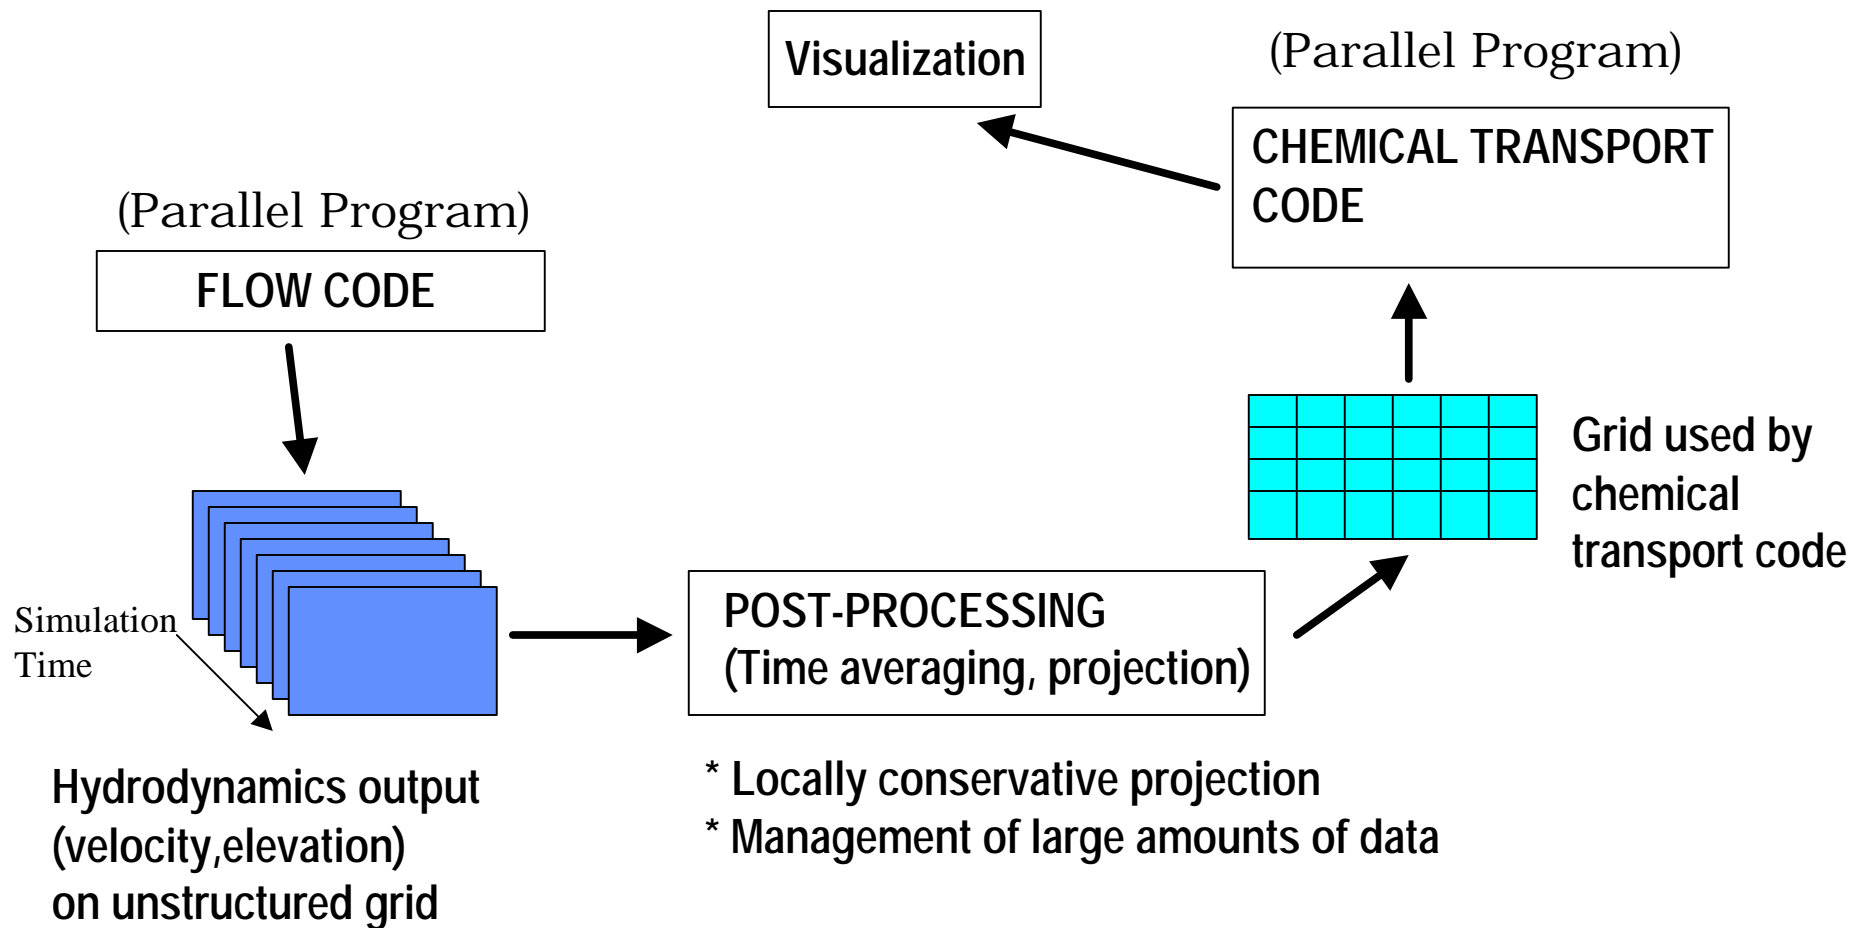 Visualization
(Parallel Program)
CHEMICAL TRANSPORT
CODE
(Parallel Program)
FLOW CODE
Grid used by
chemical
transport code
Simulation
Time
POST-PROCESSING
(Time averaging, projection)
Hydrodynamics output
(velocity,elevation)
on unstructured grid
* Locally conservative projection
* Management of large amounts of data